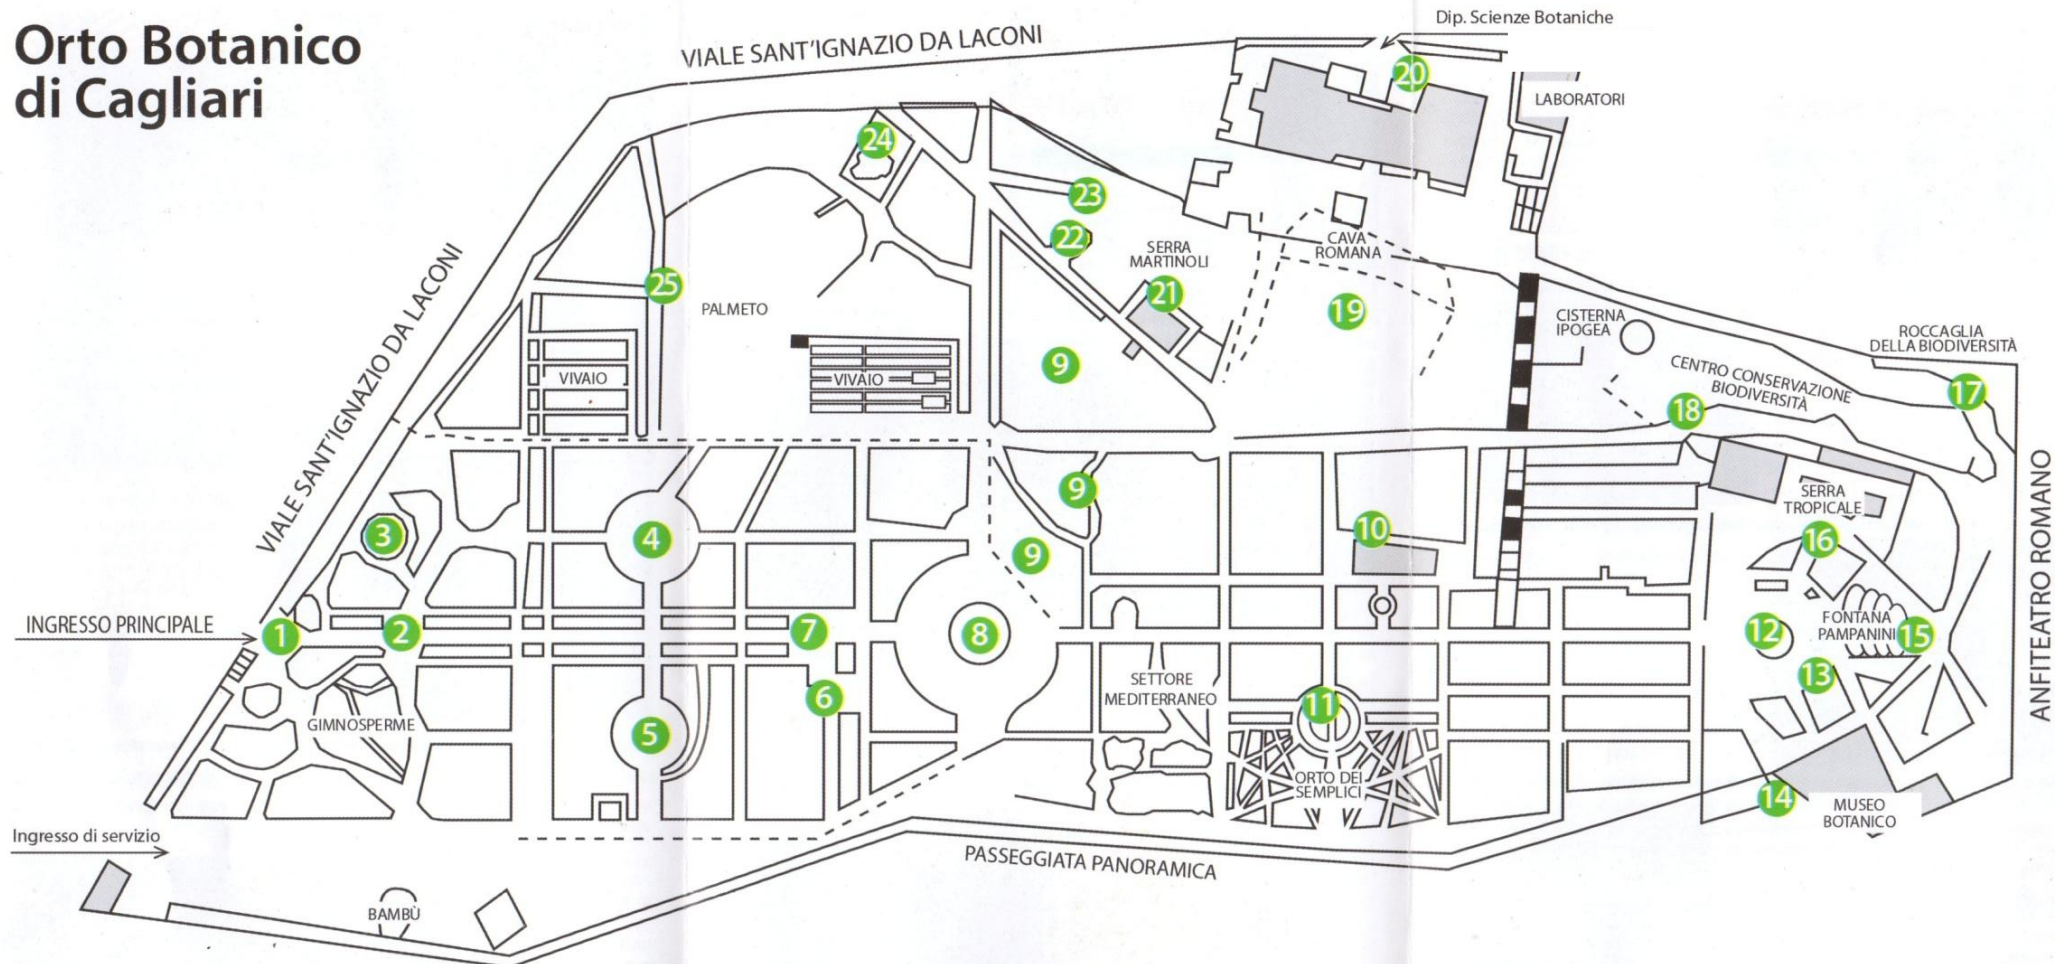 Orto Botanico
di Cagliari
VIALE SANT'IGNAZIO DA LACONI
Dip. Scienze Botaniche
20
LABORATORI
24
23
22
SERRA
MARTINOLI
21
CAVA
ROMANA
19
25
PALMETO
VIALE SANT'IGNAZIO DA LACONI
VIVAIO
VIVAIO
9
CISTERNA
IPOGEA
ROCCAGLIA
DELLA BIODIVERSITÀ
CENTRO CONSERVAZIONE
BIODIVERSITÀ
17
18
9
3
4
9
10
SERRA
TROPICALE
16
ANFITEATRO ROMANO
INGRESSO PRINCIPALE
1
2
7
8
12
FONTANA
PAMPANINI
15
13
6
SETTORE
MEDITERRANEO
11
GIMNOSPERME
5
ORTO DEI
SEMPLICI
14
MUSEO
BOTANICO
Ingresso di servizio
PASSEGGIATA PANORAMICA
BAMBÙ